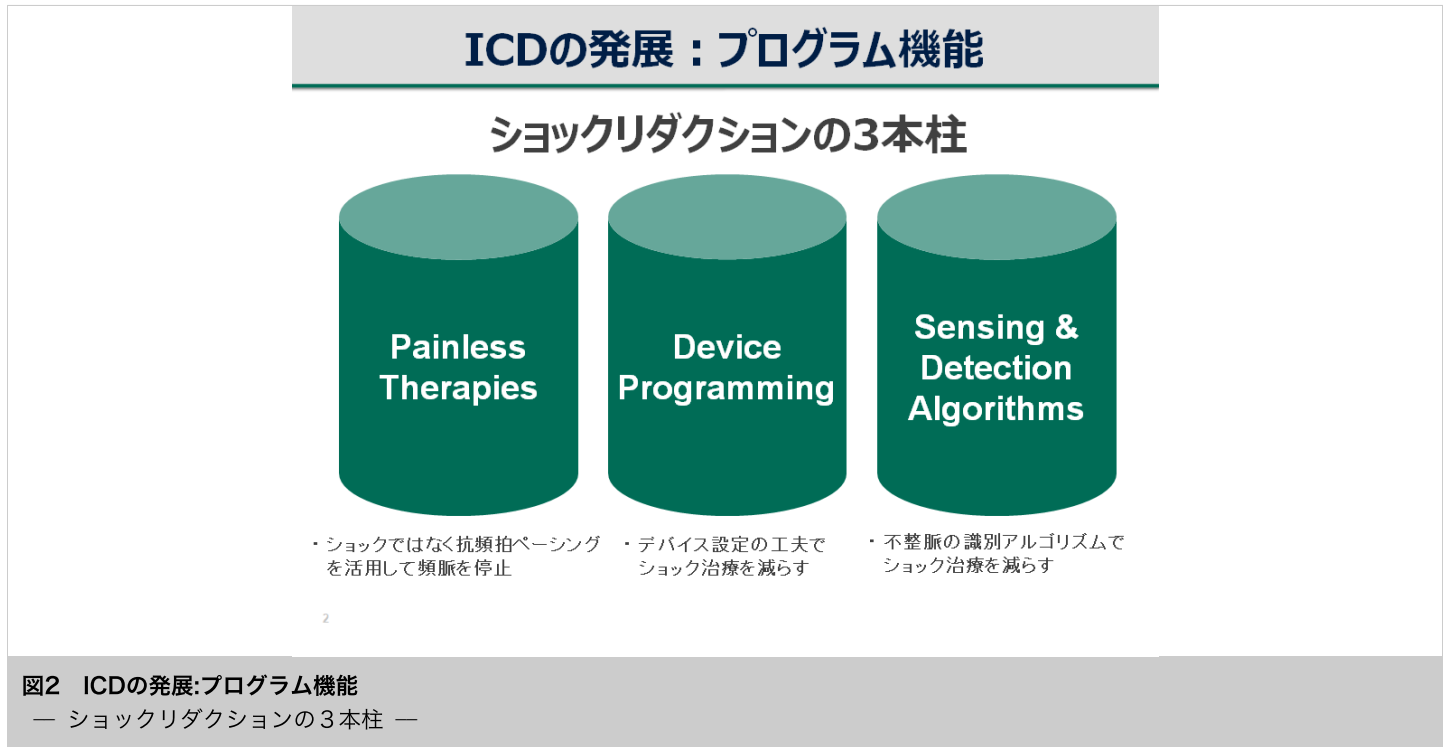 ICDの発展：プログラム機能
ショックリダクションの3本柱
Painless
Therapies
Device
Programming
Sensing &
Detection
Algorithms
・ショックではなく抗頻拍ペーシング
を活用して頻脈を停止
・デバイス設定の工夫で
ショック治療を減らす
・不整脈の識別アルゴリズムで
ショック治療を減らす
2
図2　ICDの発展:プログラム機能
― ショックリダクションの３本柱 ―